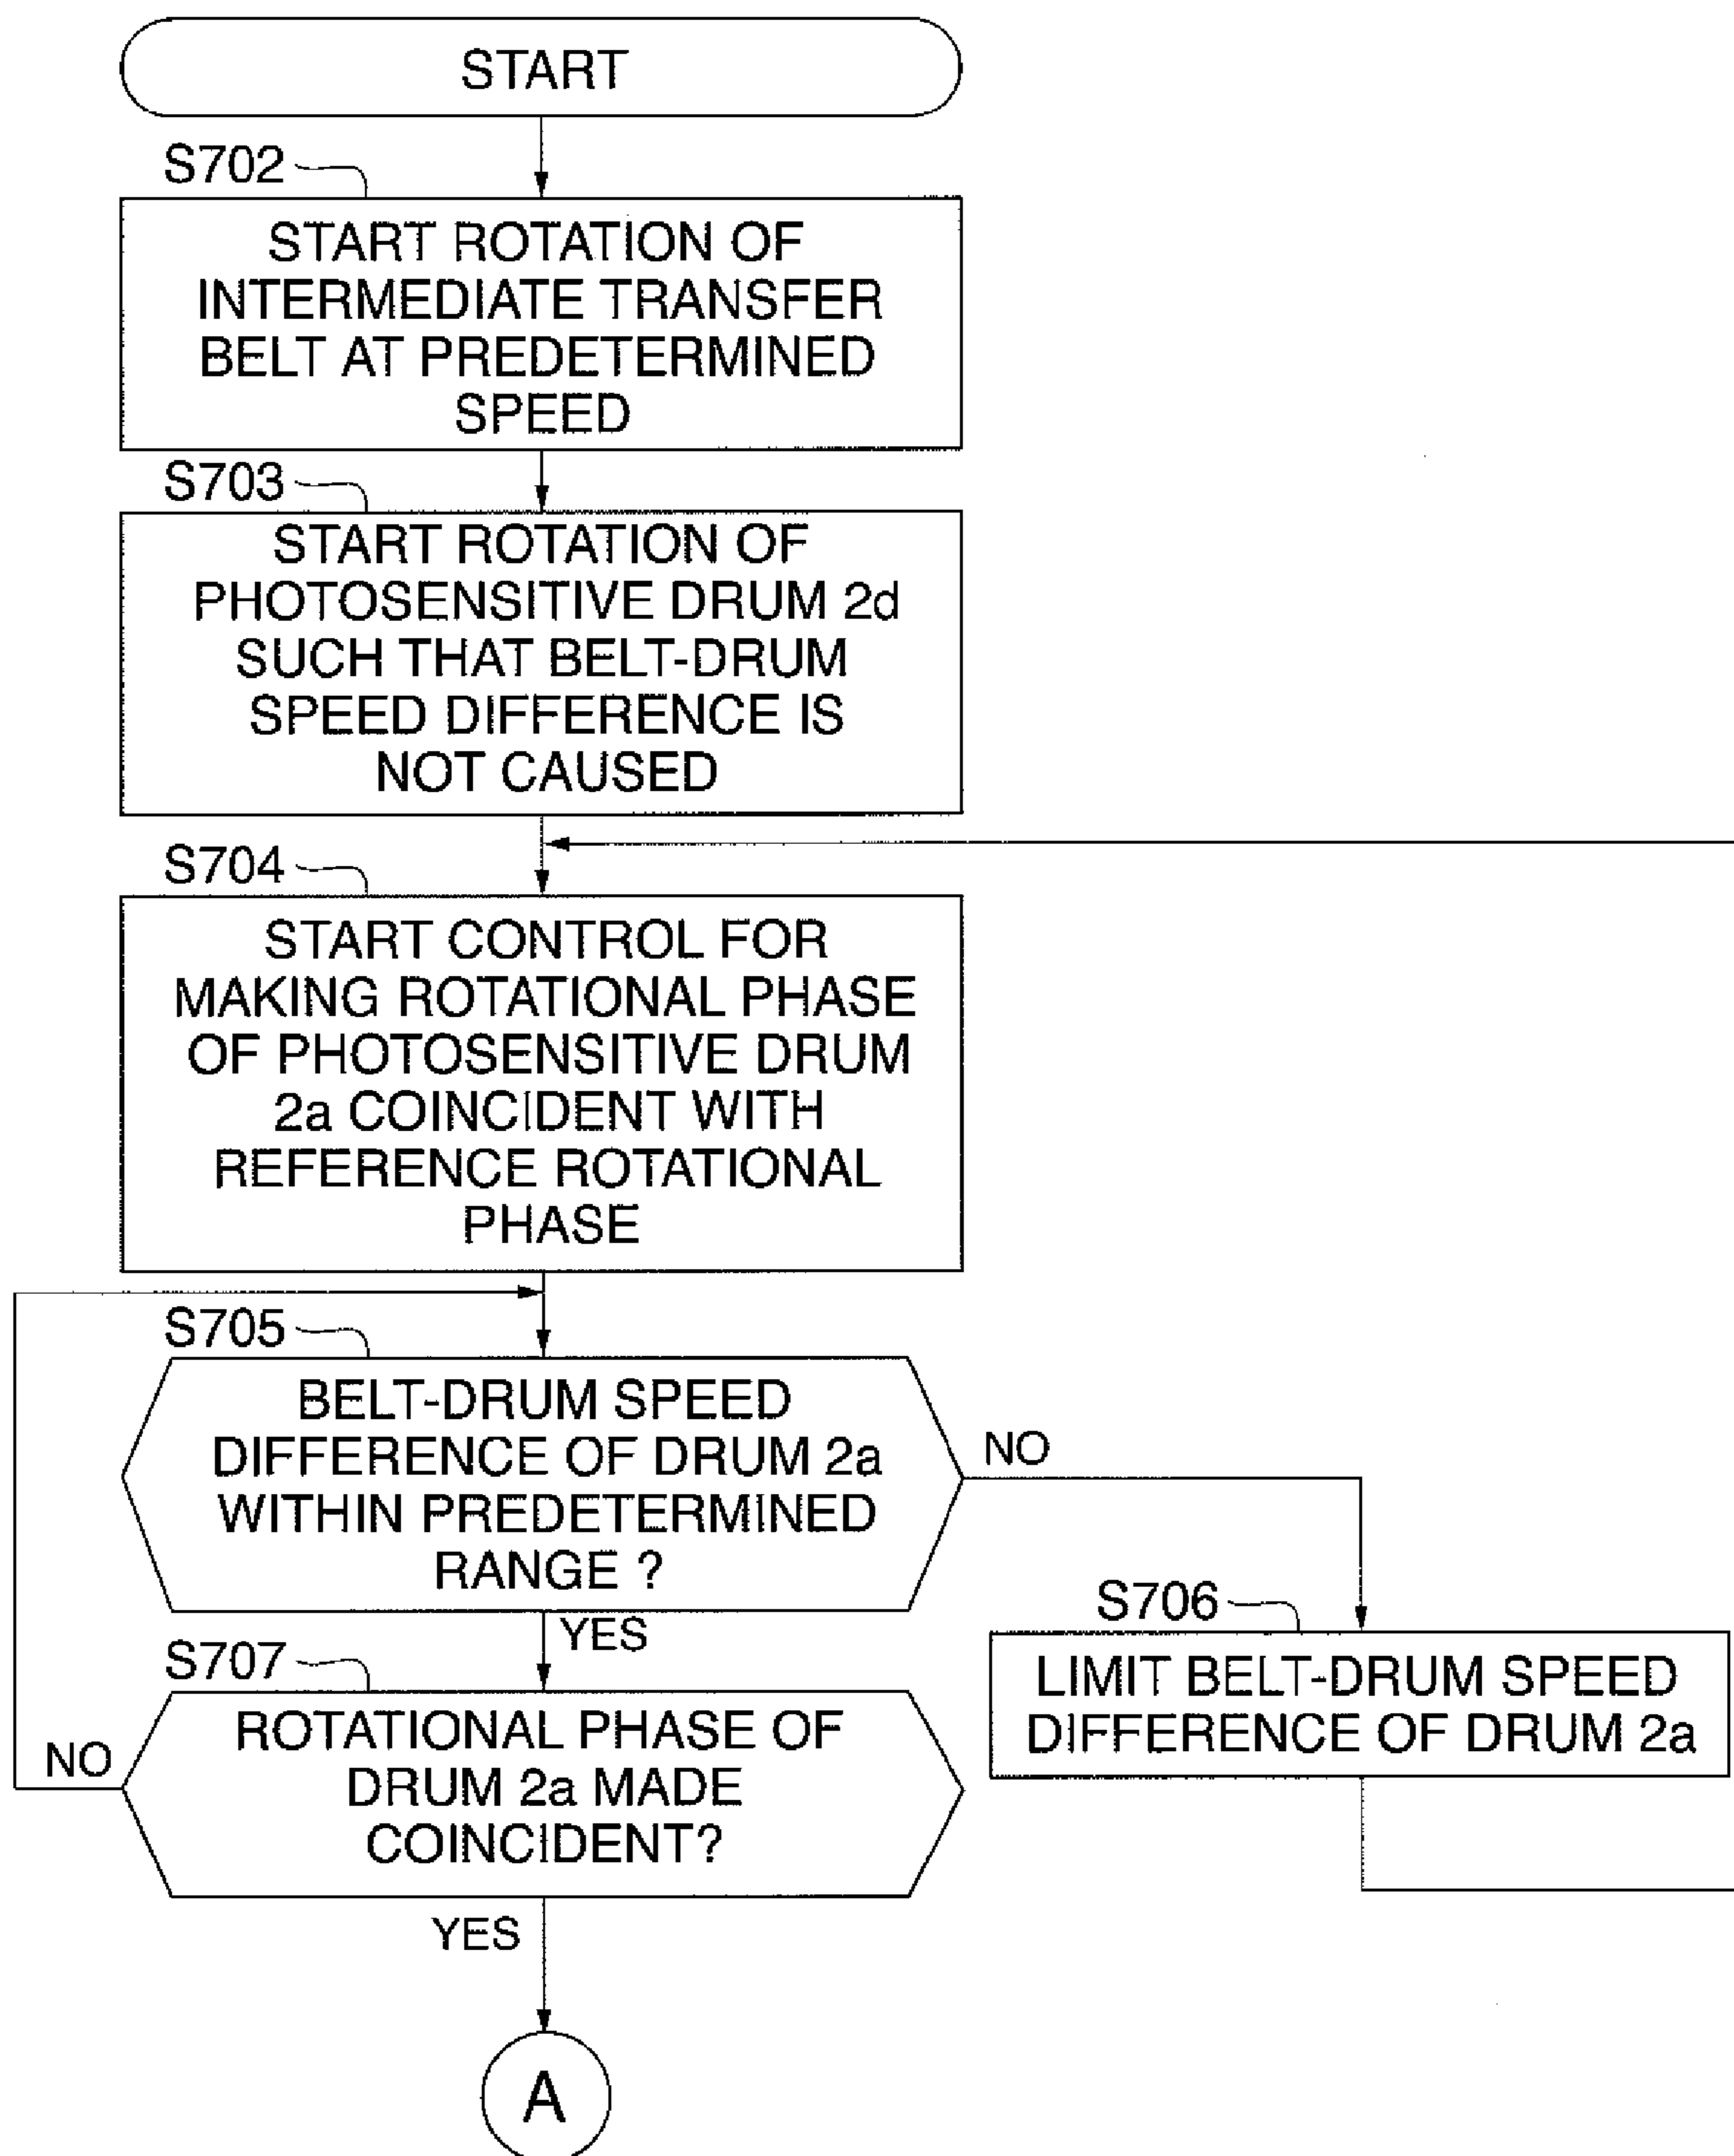 START
S702
START ROTATION OF
INTERMEDIATE TRANSFER
BELT AT PREDETERMINED
SPEED
S703
START ROTATION OF
PHOTOSENSITIVE DRUM 2d
SUCH THAT BELT-DRUM
SPEED DIFFERENCE IS
NOT CAUSED
S704
START CONTROL FOR
MAKING ROTATIONAL PHASE
OF PHOTOSENSITIVE DRUM
2a COINCIDENT WITH
REFERENCE ROTATIONAL
PHASE
S705
BELT-DRUM SPEED
DIFFERENCE OF DRUM 2a
WITHIN PREDETERMINED
RANGE ?
NO
YES
S706
LIMIT BELT-DRUM SPEED
DIFFERENCE OF DRUM 2a
S707
ROTATIONAL PHASE OF
DRUM 2a MADE
COINCIDENT?
NO
YES
A